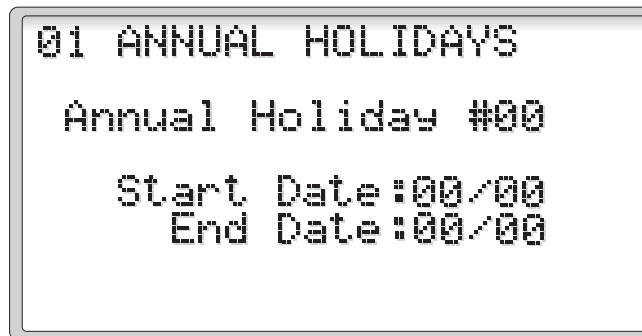 01 ANNUAL HOLIDAYS
Annual Holiday #00
Start Date:00/00
End Date:00/00